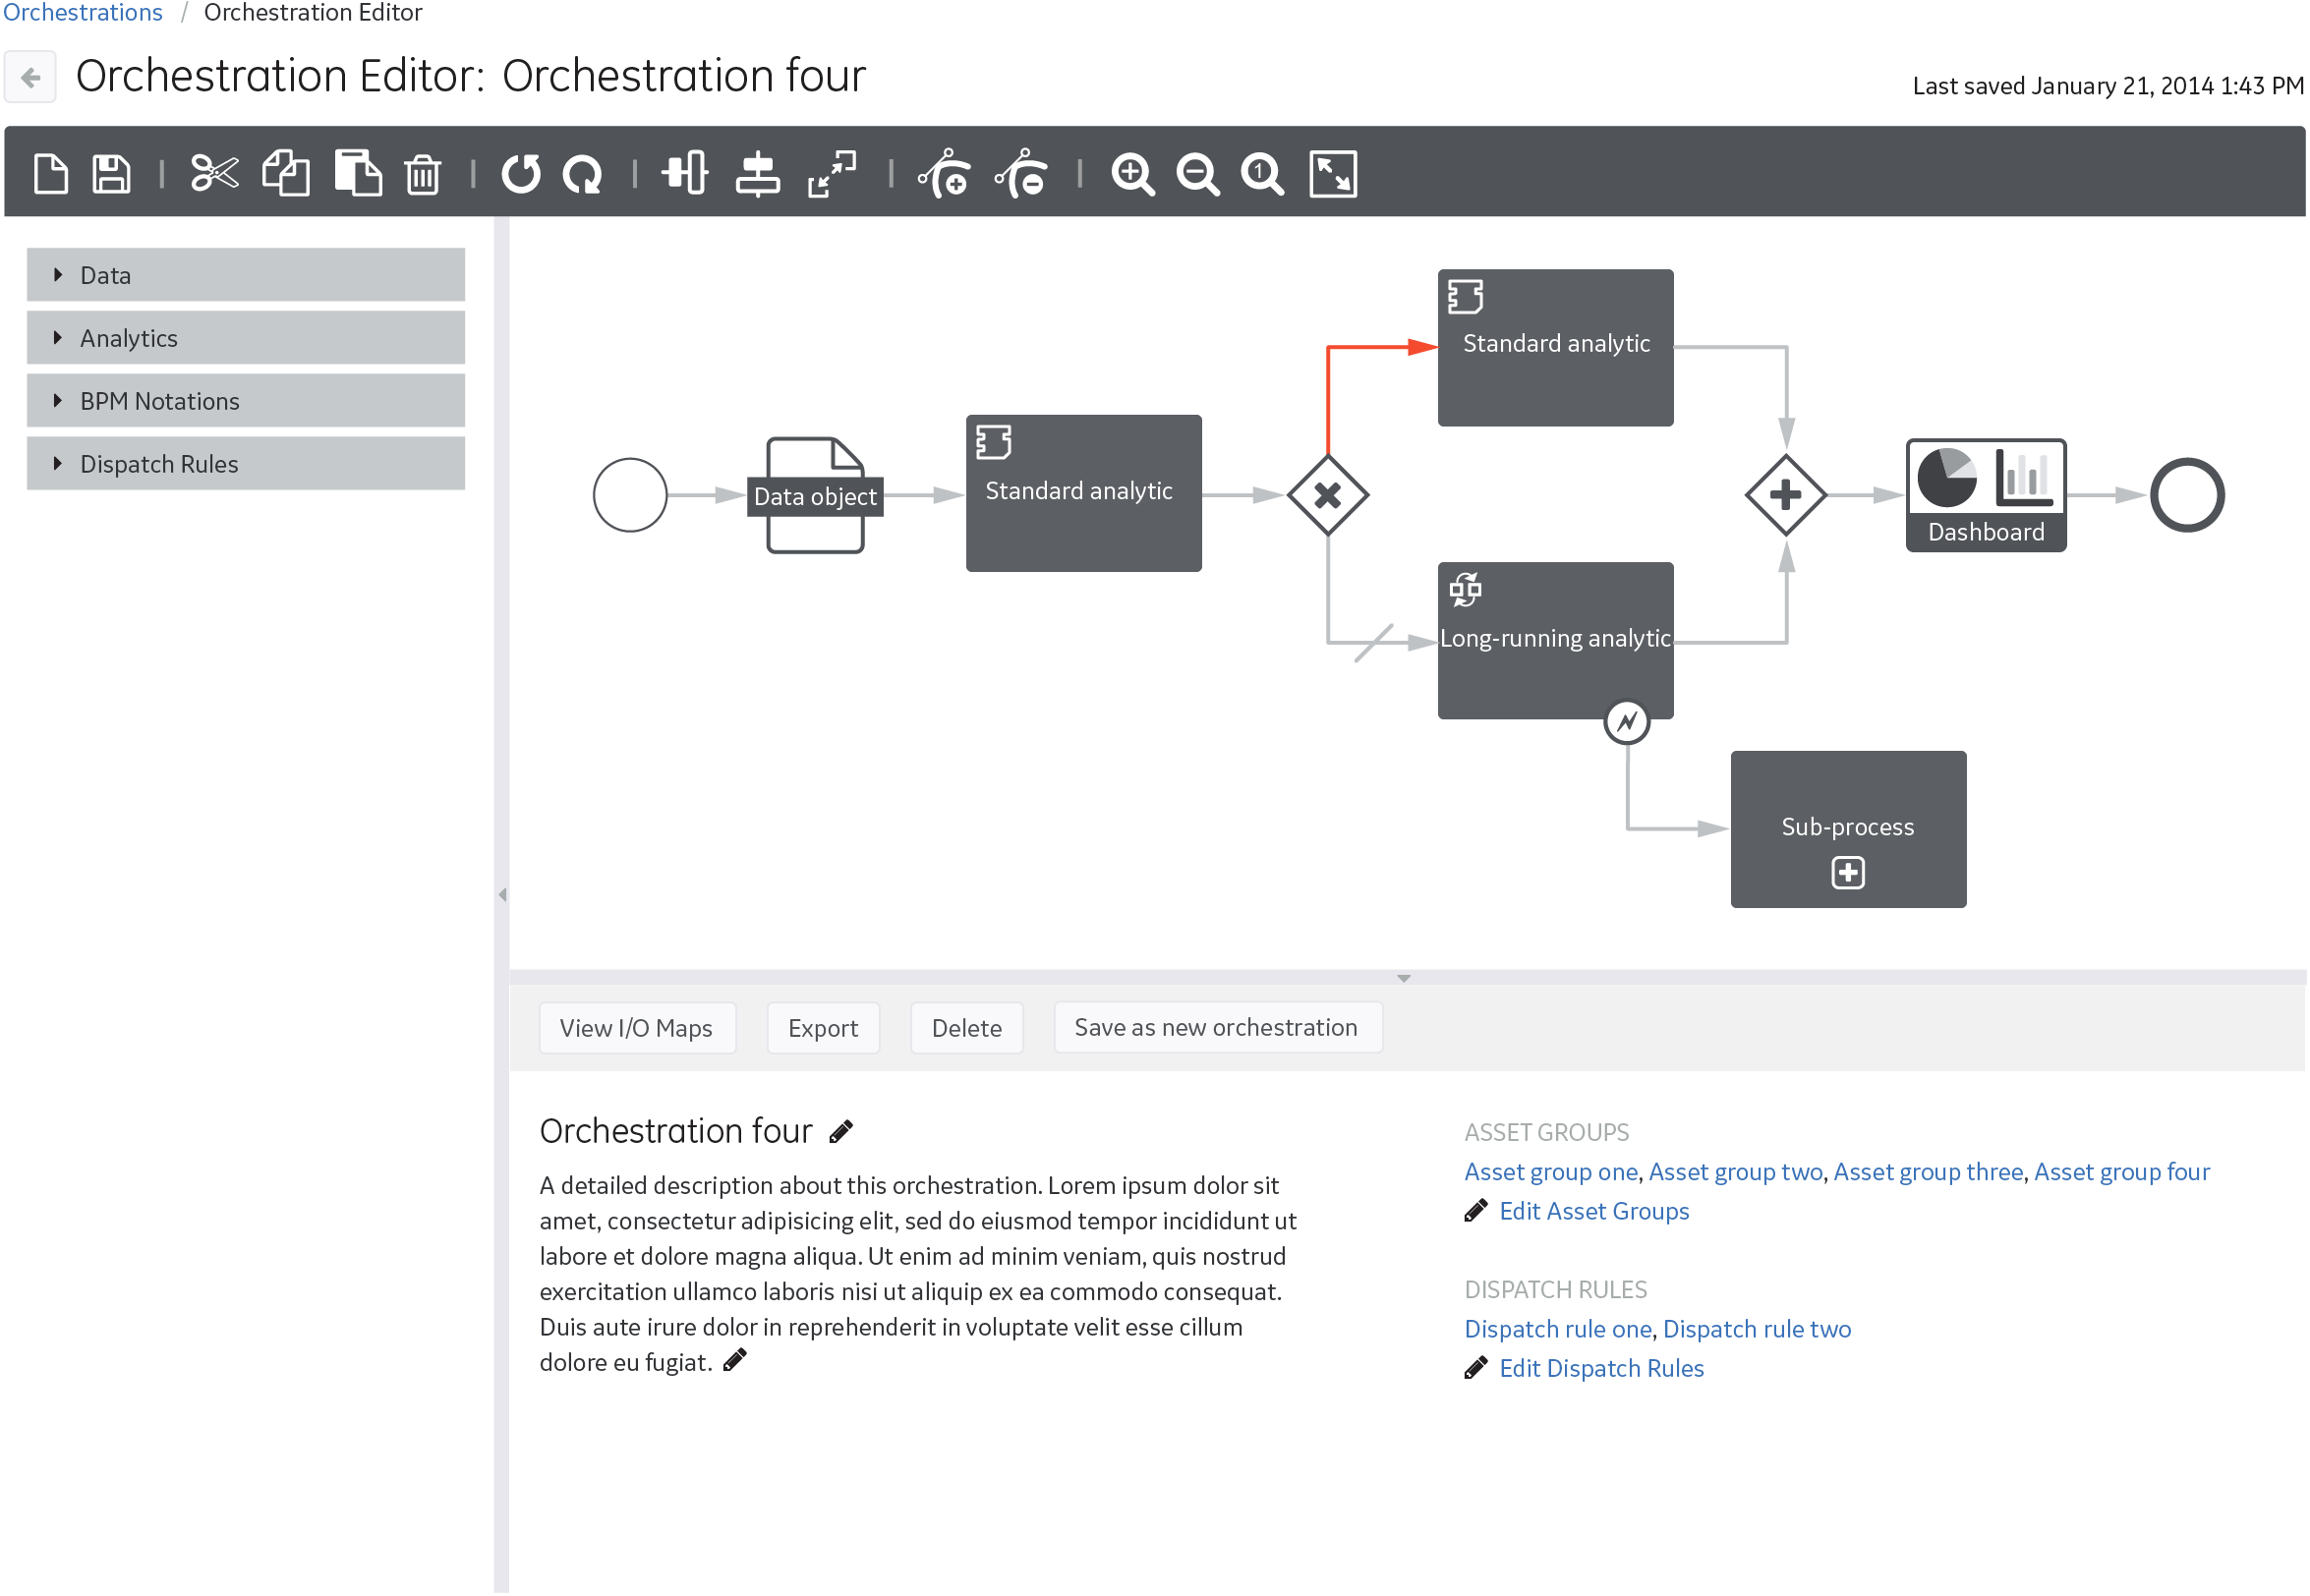 Orchestrations / Orchestration Editor
Orchestration Editor: Orchestration four
Last saved January 21, 2014 1:43 PM
1
Data
Analytics
BPM Notations
Dispatch Rules
Data object
Standard analytic
Standard analytic
Long-running analytic
Dashboard
Sub-process
View I/O Maps
Export
Delete
Save as new orchestration
Orchestration four
A detailed description about this orchestration. Lorem ipsum dolor sit
amet, consectetur adipisicing elit, sed do eiusmod tempor incididunt ut
labore et dolore magna aliqua. Ut enim ad minim veniam, quis nostrud
exercitation ullamco laboris nisi ut aliquip ex ea commodo consequat.
Duis aute irure dolor in reprehenderit in voluptate velit esse cillum
dolore eu fugiat.
ASSET GROUPS
Asset group one, Asset group two, Asset group three, Asset group four
Edit Asset Groups
DISPATCH RULES
Dispatch rule one, Dispatch rule two
Edit Dispatch Rules